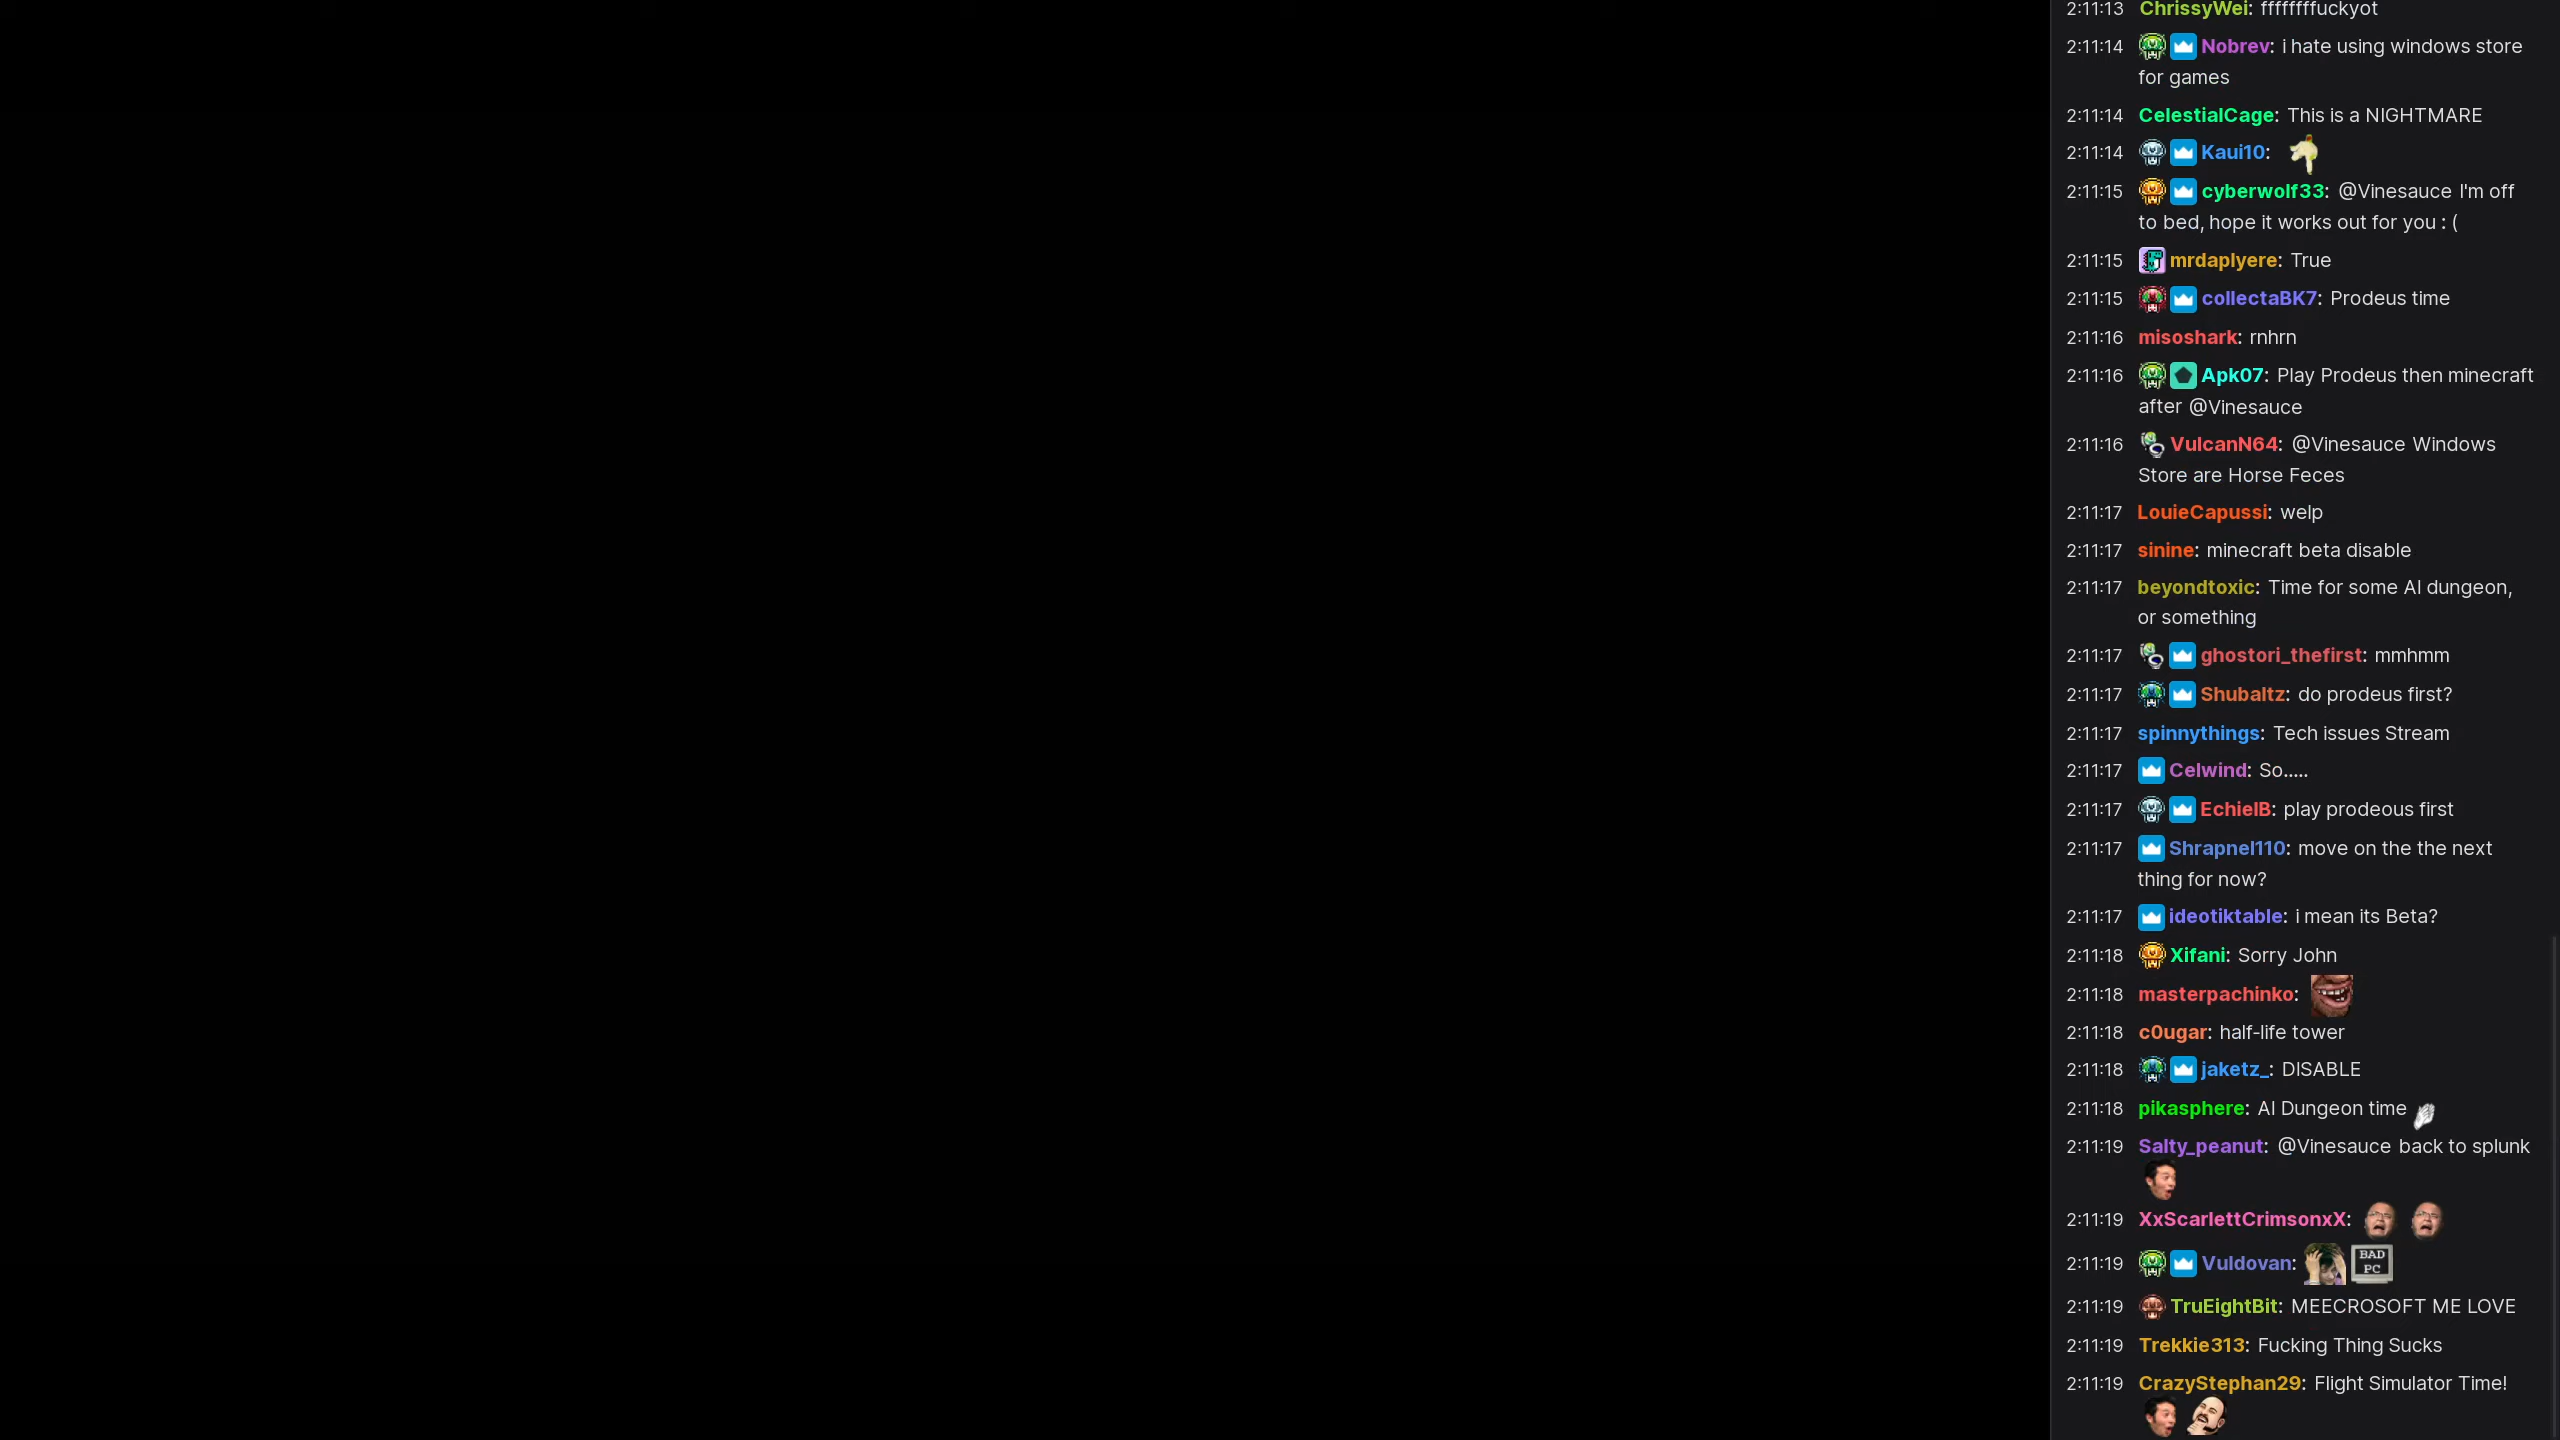 2:11:13 ChrissyWei: ffffffffuckyot
2:11:14 Nobrev: i hate using windows store
for games
2:11:14 CelestialCage: This is a NIGHTMARE
2:11:14 Kaui10:
2:11:15 cyberwolf33: @Vinesauce I'm off
to bed, hope it works out for you : (
2:11:15 mrdaplyere: True
2:11:15 collectaBK7: Prodeus time
2:11:16 misoshark: rnhrn
2:11:16 Apk07: Play Prodeus then minecraft
after @Vinesauce
2:11:16 VulcanN64: @Vinesauce Windows
Store are Horse Feces
2:11:17 LouieCapussi: welp
2:11:17 sinine: minecraft beta disable
2:11:17 beyondtoxic: Time for some AI dungeon,
or something
2:11:17 ghostori_thefirst: mmhmm
2:11:17 Shubaltz: do prodeus first?
2:11:17 spinnythings: Tech issues Stream
2:11:17 Celwind: So.....
2:11:17 EchielB: play prodeous first
2:11:17 Shrapnel110: move on the the next
thing for now?
2:11:17 ideotiktable: i mean its Beta?
2:11:18 Xifani: Sorry John
2:11:18 masterpachinko:
2:11:18 c0ugar: half-life tower
2:11:18 jaketz_: DISABLE
2:11:18 pikasphere: AI Dungeon time
2:11:19 Salty_peanut: @Vinesauce back to splunk
2:11:19 XxScarlettCrimsonxX:
2:11:19 Vuldovan: BAD
PC
2:11:19 TruEightBit: MEECROSOFT ME LOVE
2:11:19 Trekkie313: Fucking Thing Sucks
2:11:19 CrazyStephan29: Flight Simulator Time!